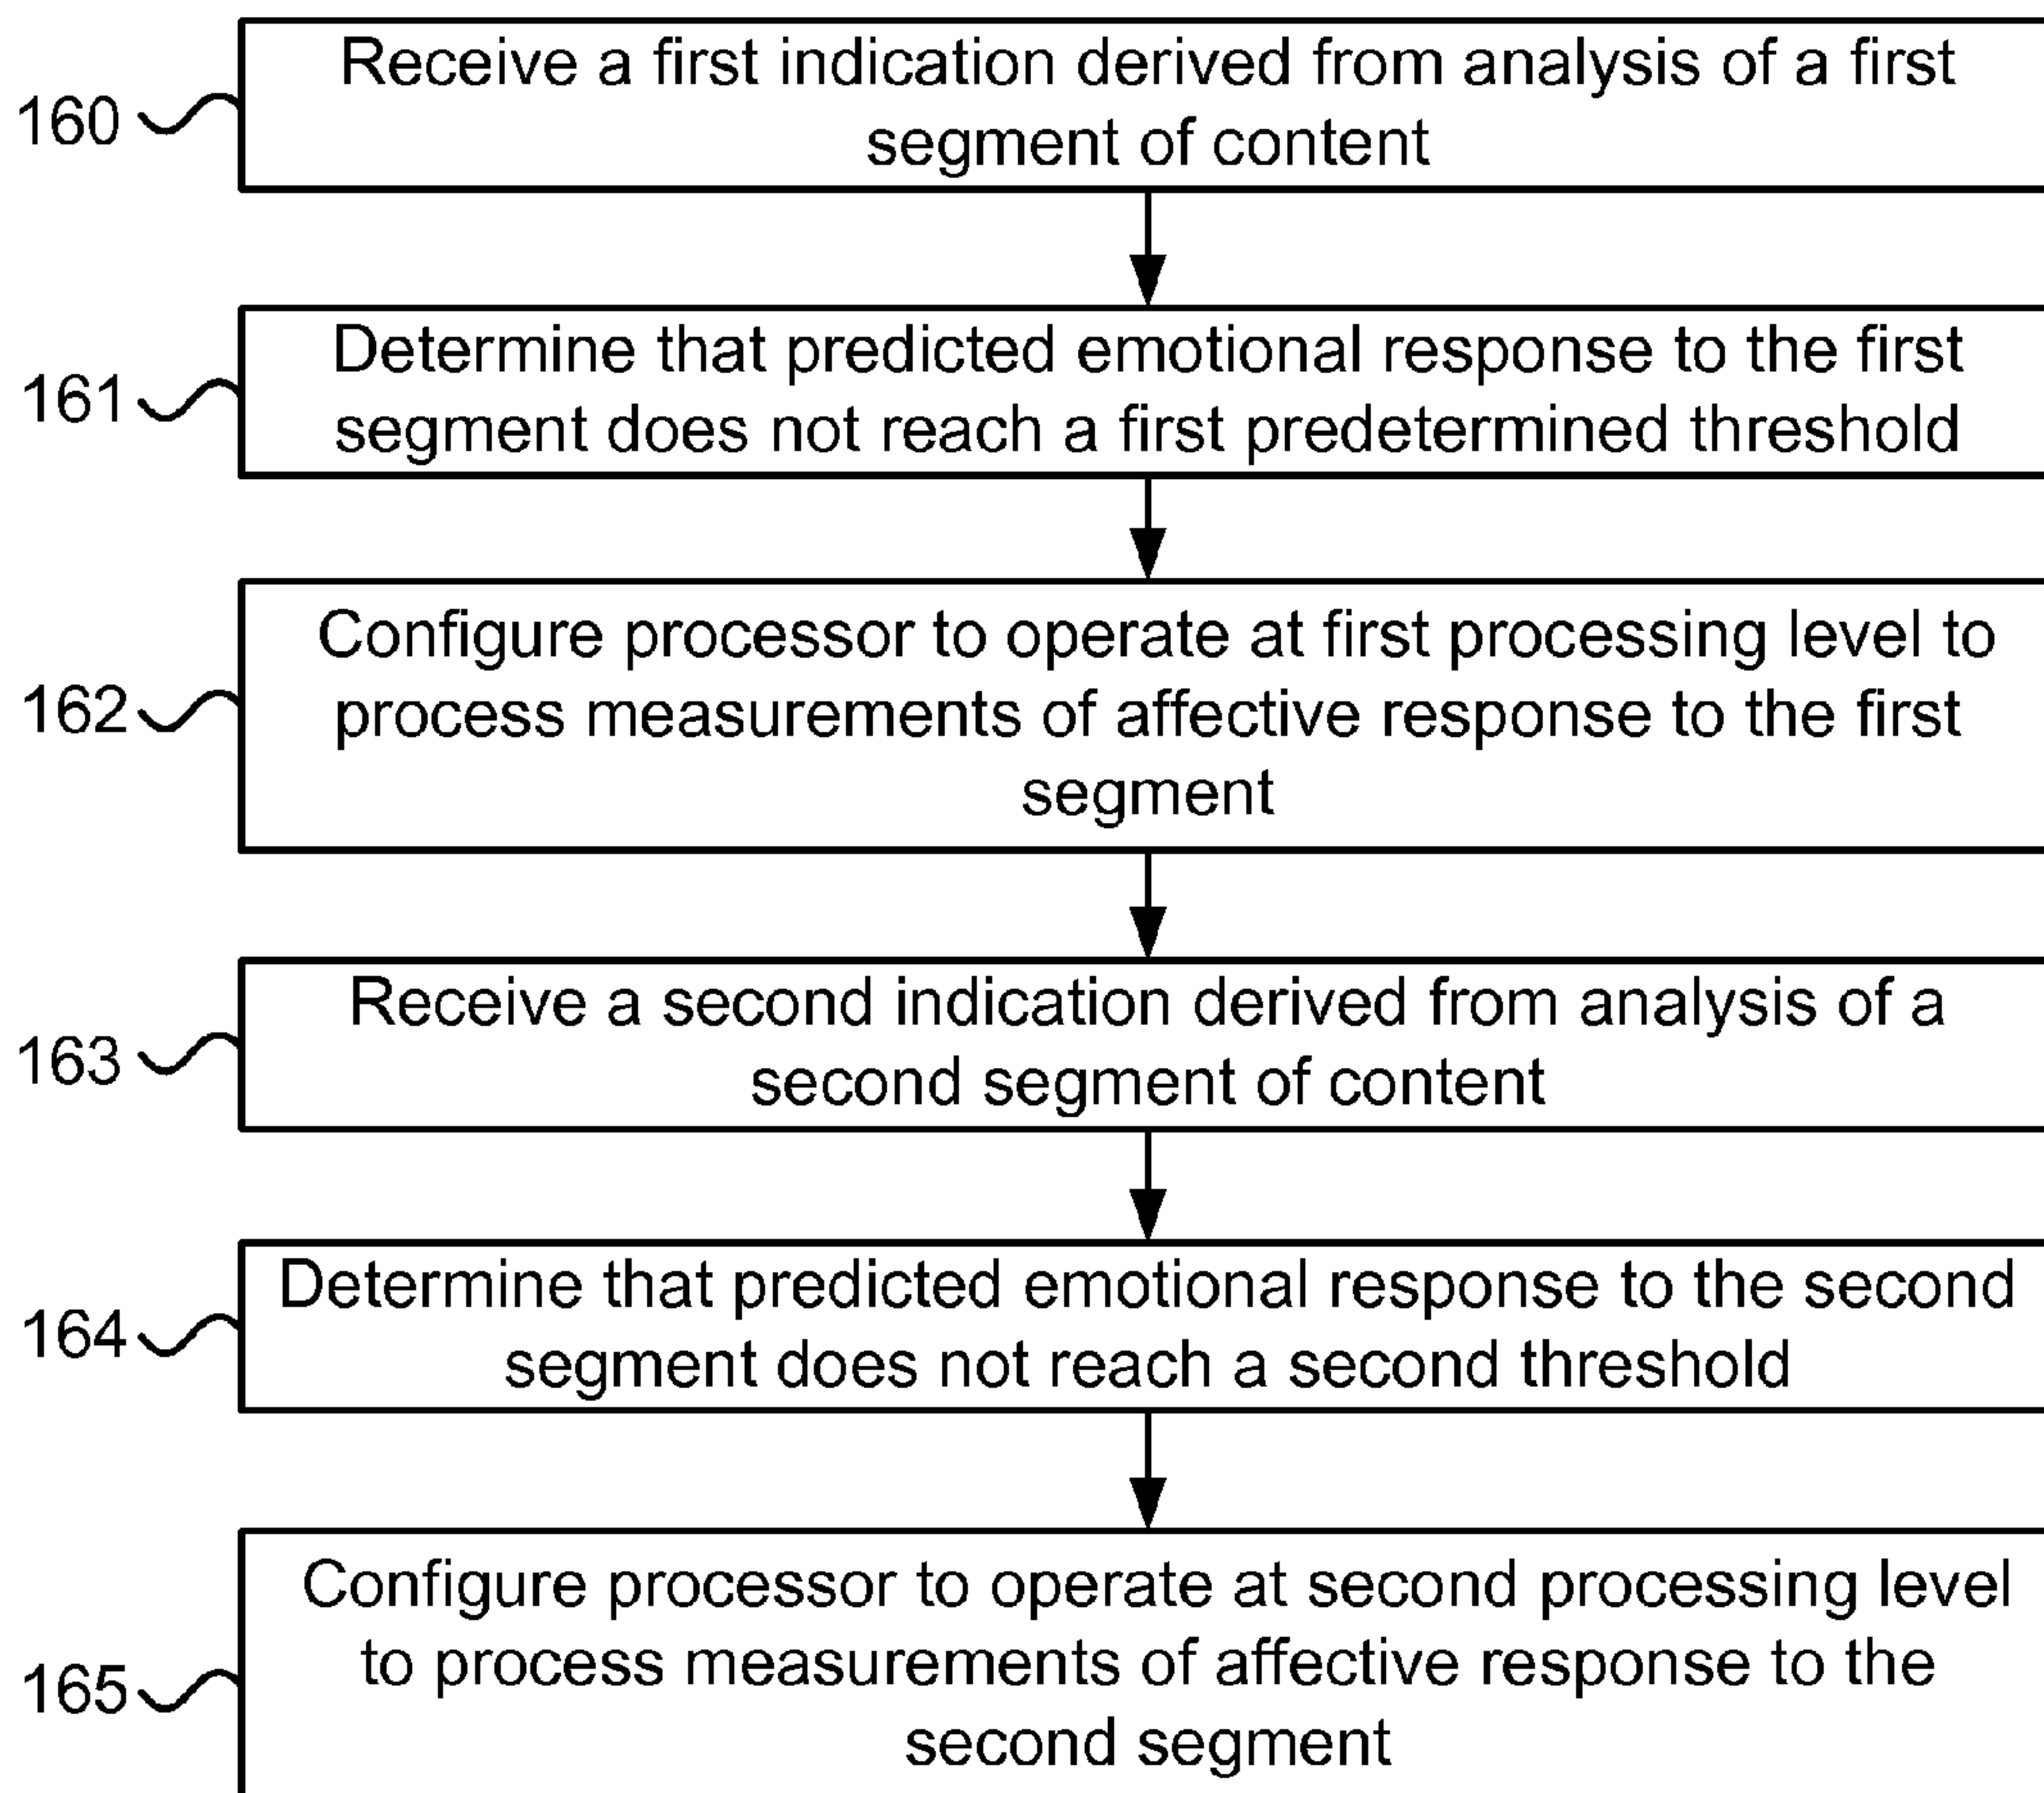 Receive a first indication derived from analysis of a first
segment of content
160
Determine that predicted emotional response to the first
segment does not reach a first predetermined threshold
161
Configure processor to operate at first processing level to
process measurements of affective response to the first
segment
162
Receive a second indication derived from analysis of a
second segment of content
163
Determine that predicted emotional response to the second
segment does not reach a second threshold
164
Configure processor to operate at second processing level
to process measurements of affective response to the
second segment
165